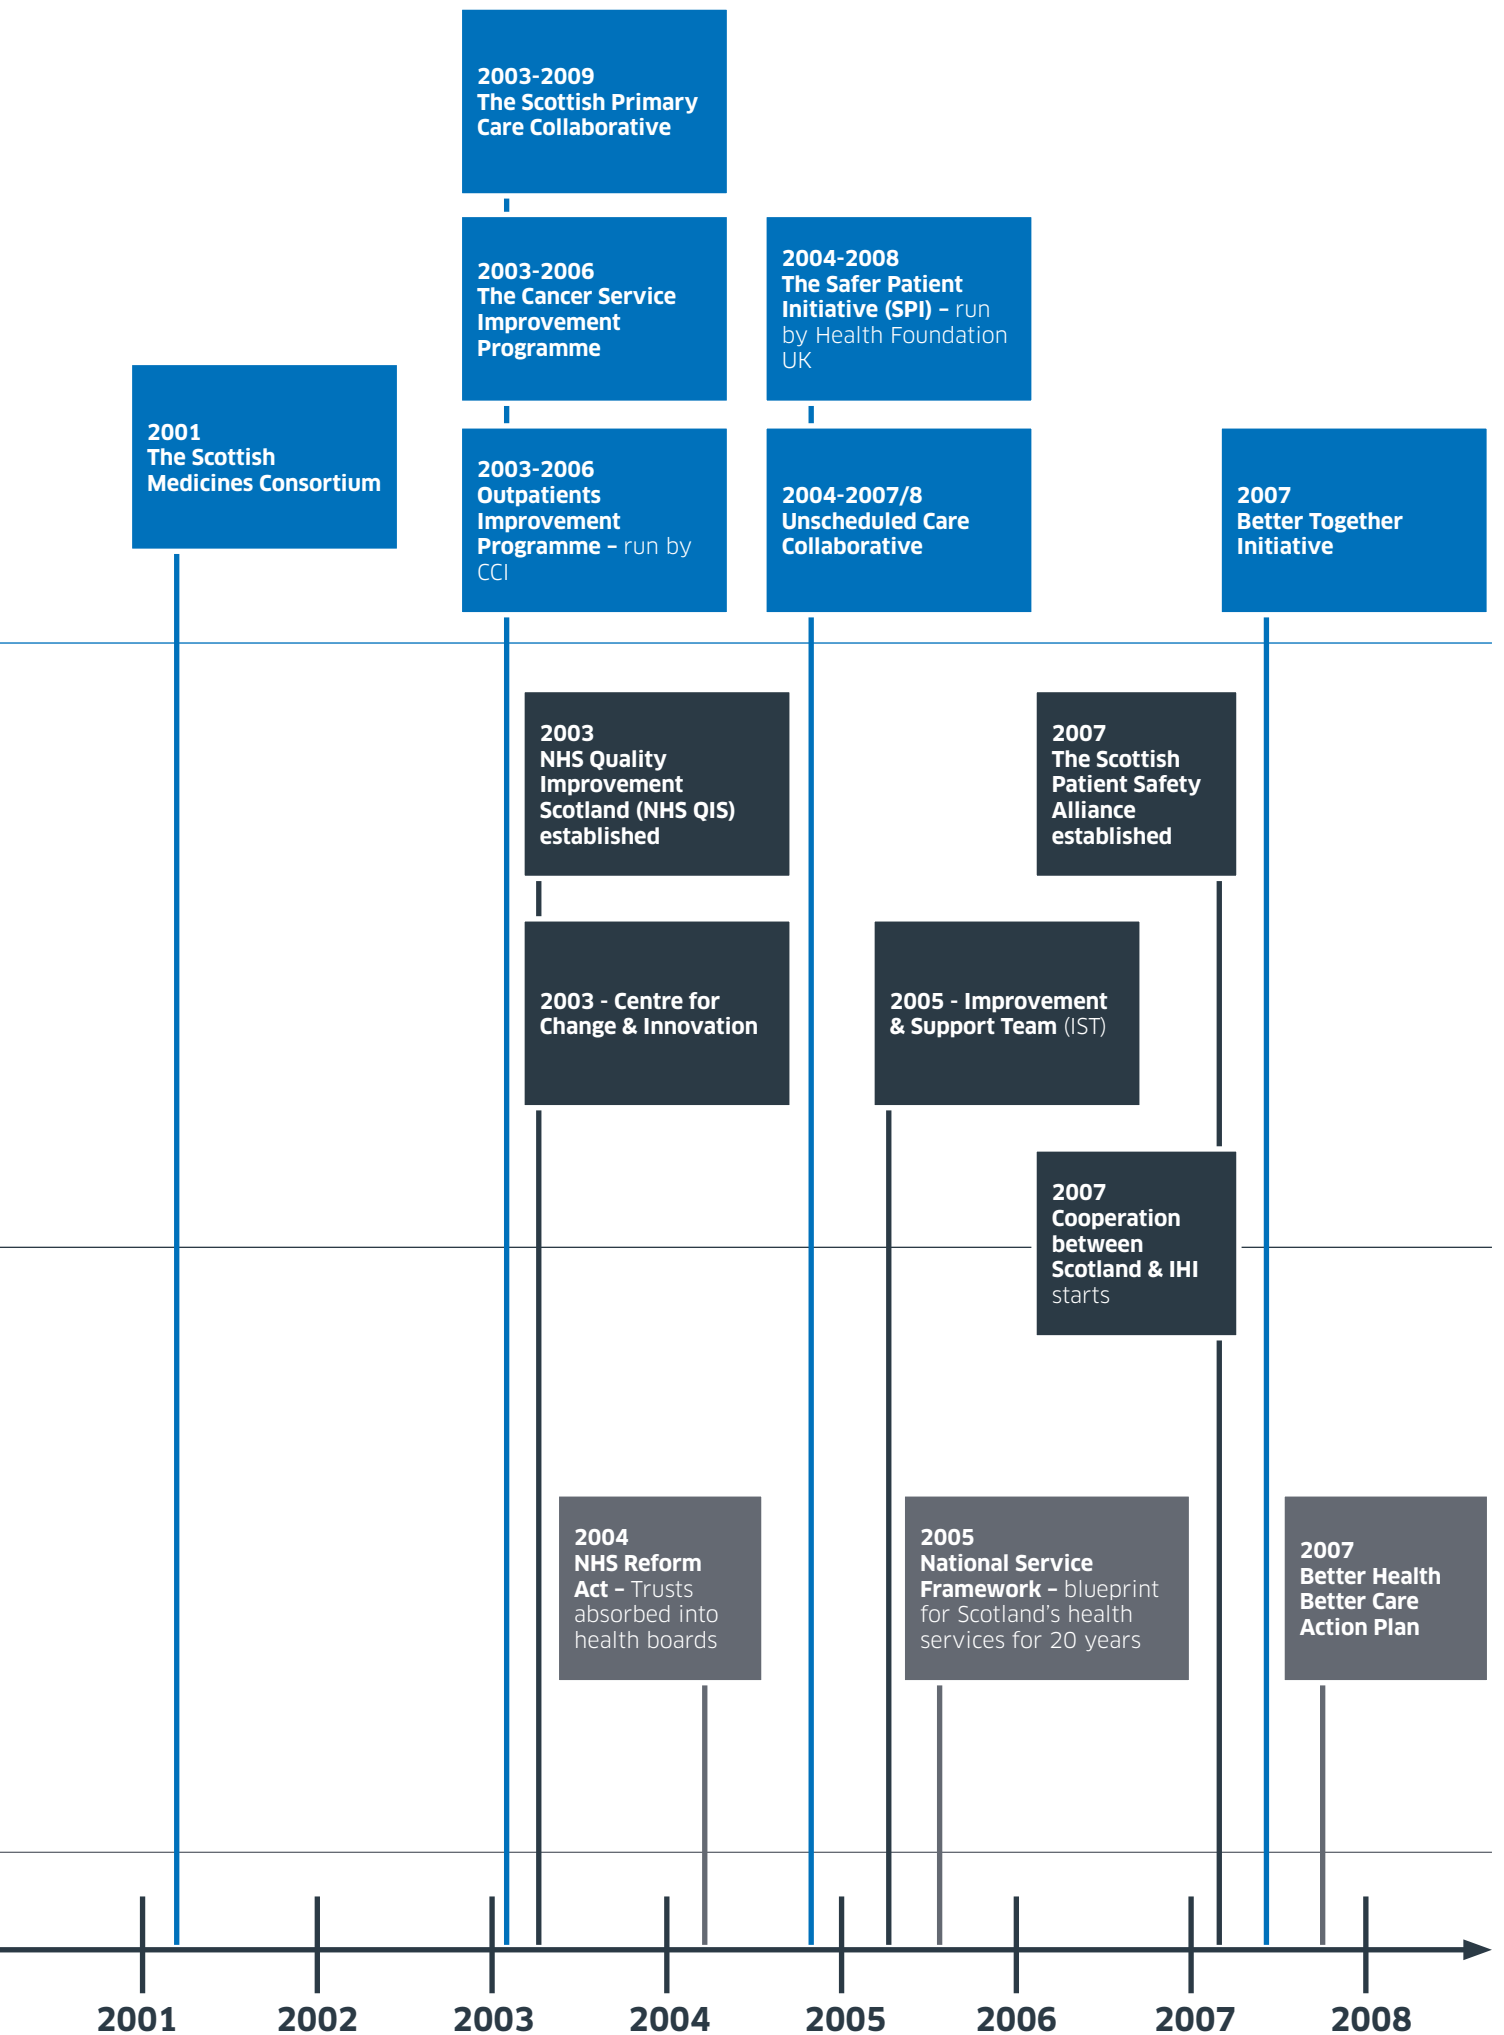 2003-2009
The Scottish Primary
Care Collaborative
2003-2006
The Cancer Service
Improvement
Programme
2004-2008
The Safer Patient
Initiative (SPI) – run
by Health Foundation
UK
2001
The Scottish
Medicines Consortium
2003-2006
Outpatients
Improvement
Programme – run by
CCI
2004-2007/8
Unscheduled Care
Collaborative
2007
Better Together
Initiative
2003
NHS Quality
Improvement
Scotland (NHS QIS)
established
2007
The Scottish
Patient Safety
Alliance
established
2003 - Centre for
Change & Innovation
2005 - Improvement
& Support Team (IST)
2007
Cooperation
between
Scotland & IHI
starts
2004
NHS Reform
Act – Trusts
absorbed into
health boards
2005
National Service
Framework – blueprint
for Scotland’s health
services for 20 years
2007
Better Health
Better Care
Action Plan
2001 2002 2003 2004 2005 2006 2007 2008